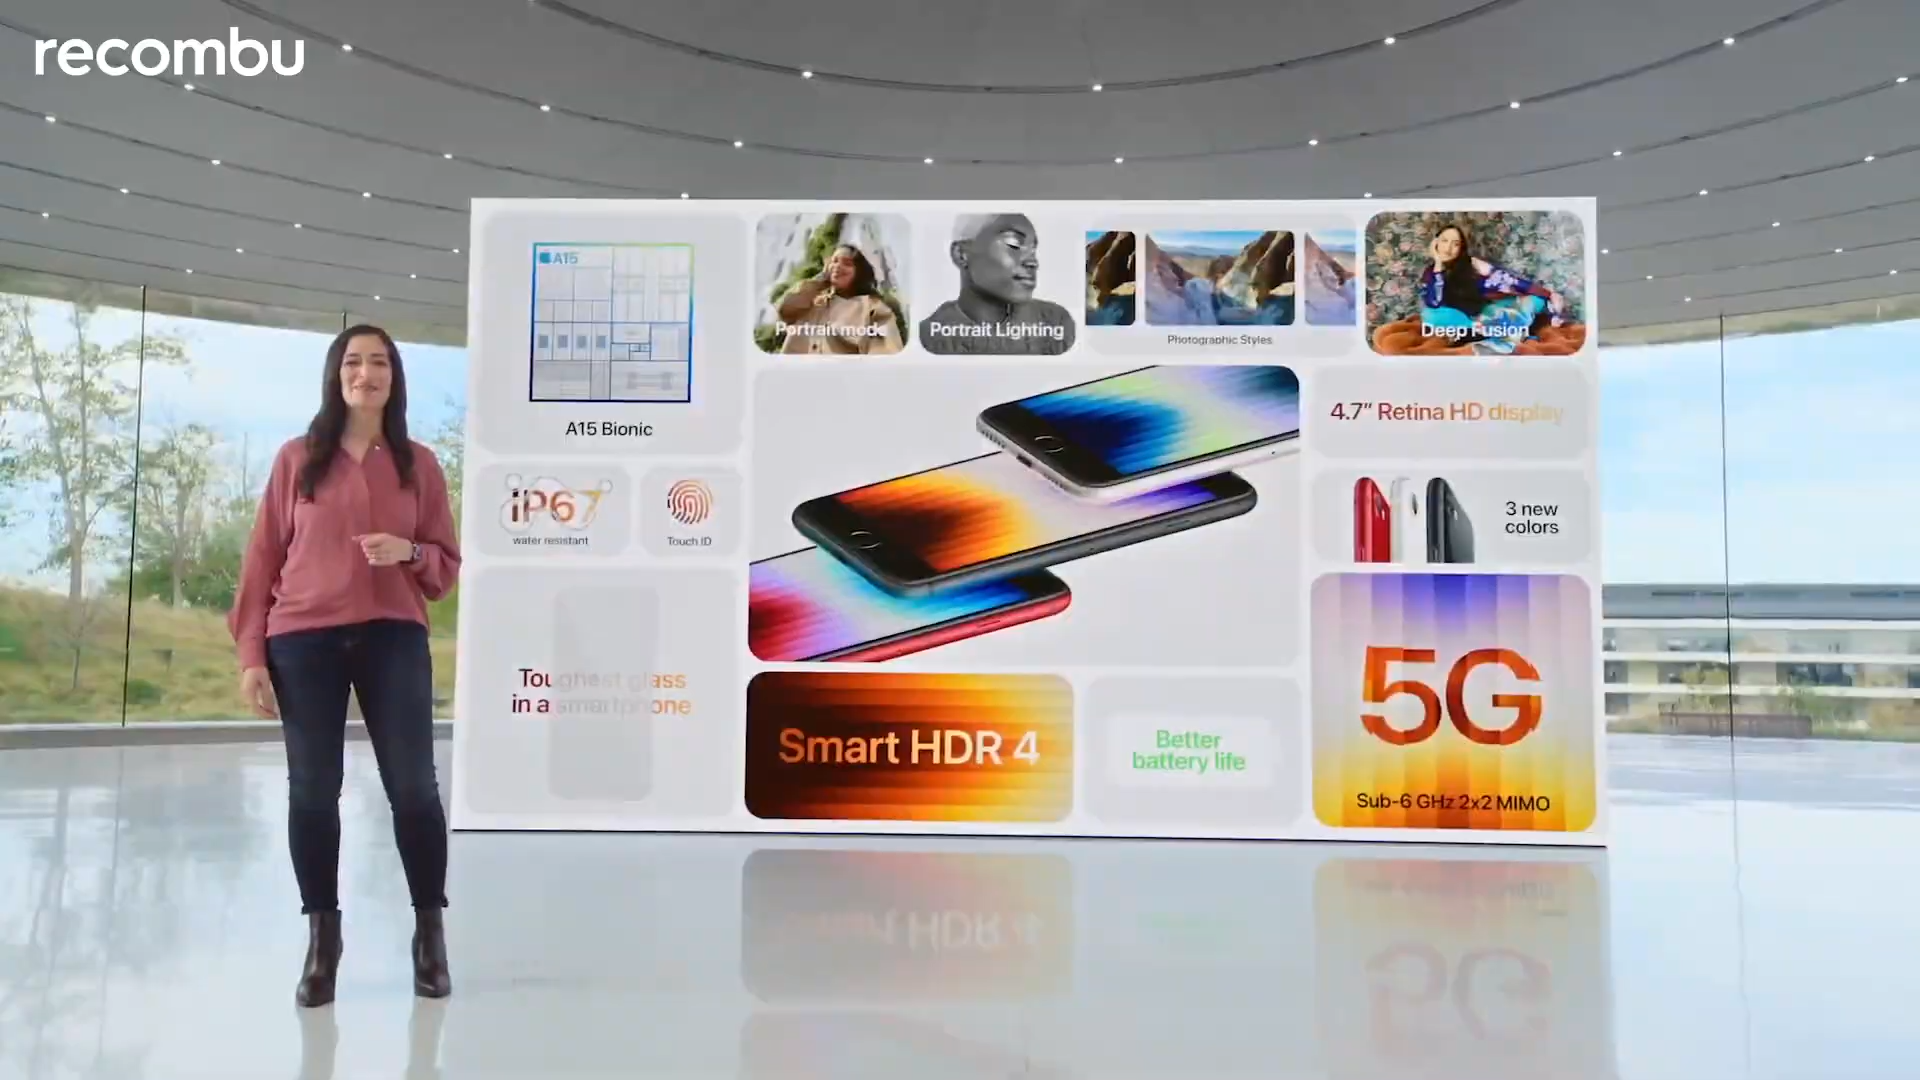 recombu
A15
A15 Bionic
Portrait mode
Portrait Lighting
Photographic Styles
Deep Fusion
iP67
water resistant
Touch ID
4.7” Retina HD display
3 new
colors
Toughest glass
in a smartphone
Smart HDR 4
Better
battery life
5G
Sub-6 GHz 2x2 MIMO